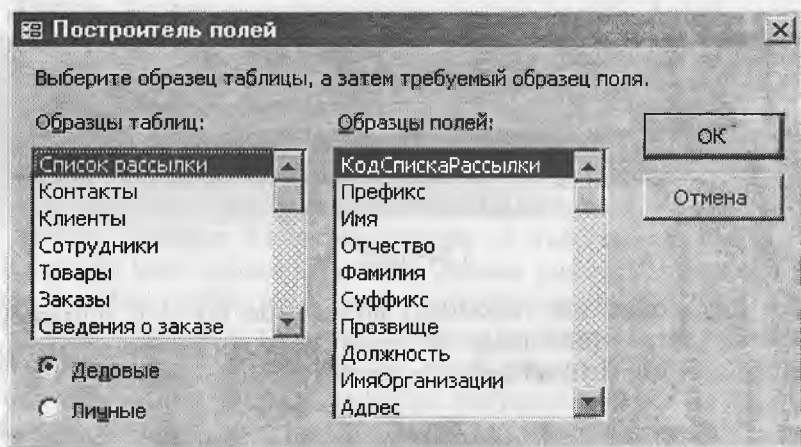 Построитель полей
Выберите образец таблицы, а затем требуемый образец поля.
Образцы таблиц:
Список рассылки
Контакты
Клиенты
Сотрудники
Товары
Заказы
Сведения о заказе
Деловые
Личные
Образцы полей:
КодСпискаРассылки
Префикс
Имя
Отчество
Фамилия
Суффикс
Прозвище
Должность
ИмяОрганизации
Адрес
ОК
Отмена